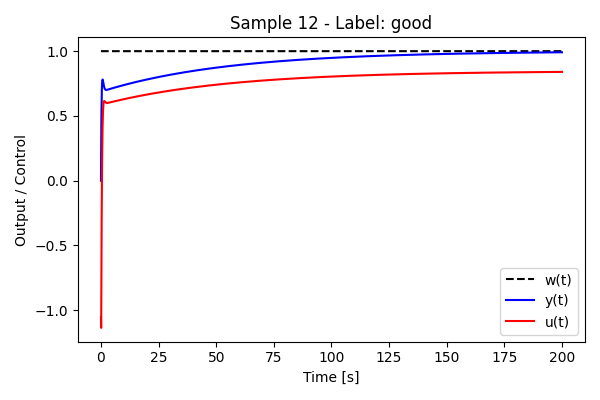 Sample 12 - Label: good
Output / Control
1.0
0.5
0.0
−0.5
−1.0
w(t)
y(t)
u(t)
0 25 50 75 100 125 150 175 200
Time [s]